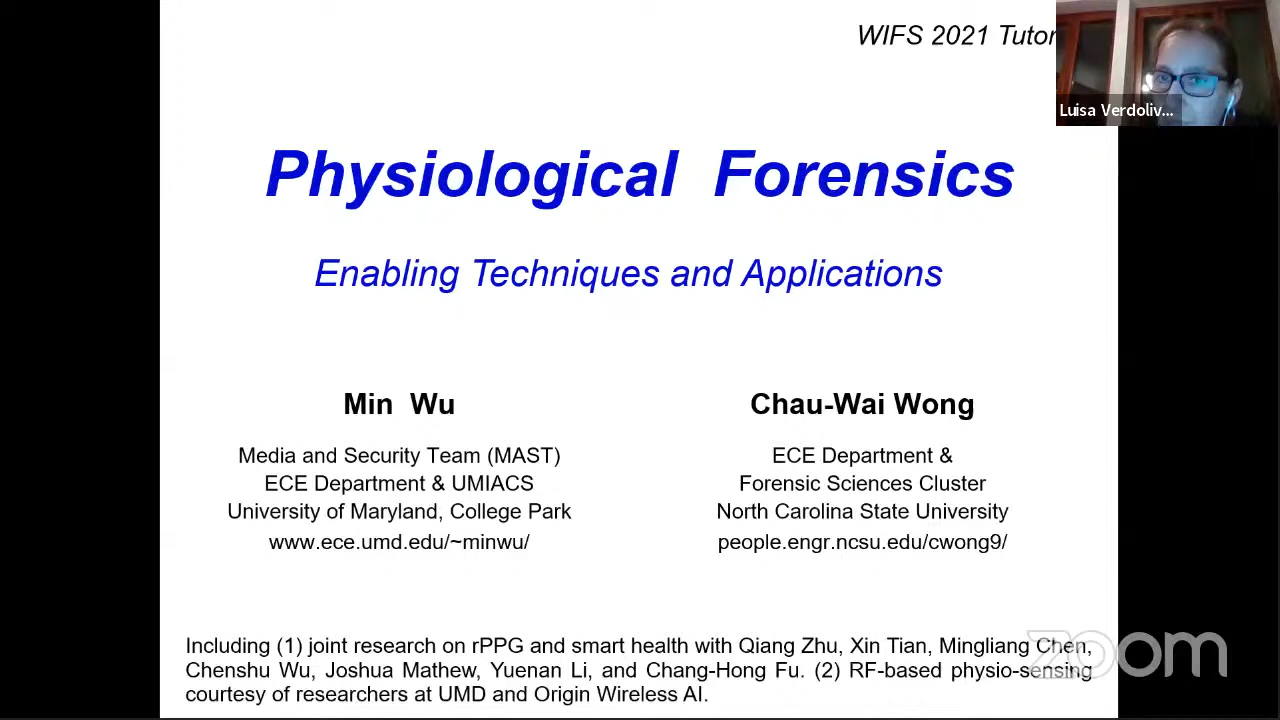 WIFS 2021 Tutor
Luisa Verdoliv...
Physiological Forensics
Enabling Techniques and Applications
Min Wu
Media and Security Team (MAST)
ECE Department & UMIACS
University of Maryland, College Park
www.ece.umd.edu/~minwu/
Chau-Wai Wong
ECE Department &
Forensic Sciences Cluster
North Carolina State University
people.engr.ncsu.edu/cwong9/
Including (1) joint research on rPPG and smart health with Qiang Zhu, Xin Tian, Mingliang Chen,
Chenshu Wu, Joshua Mathew, Yuenan Li, and Chang-Hong Fu. (2) RF-based physio-sensing
courtesy of researchers at UMD and Origin Wireless AI.
zoom